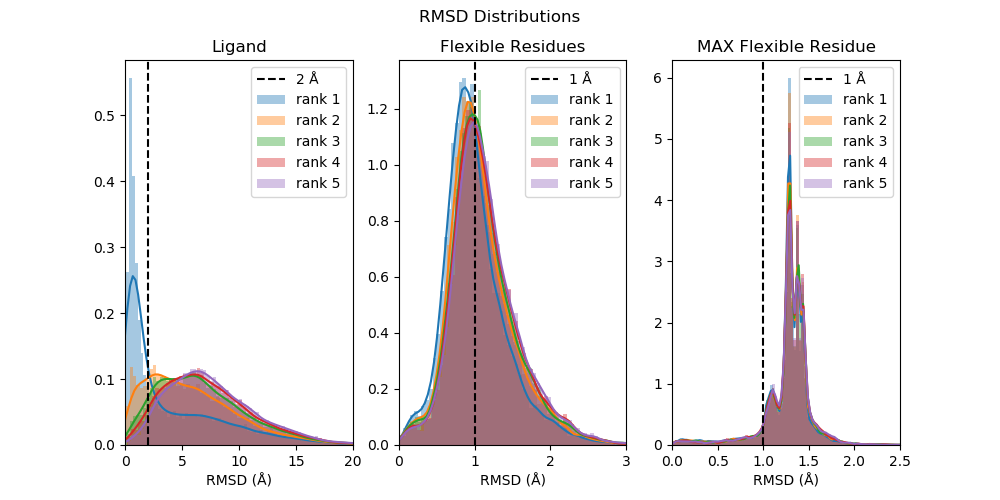 RMSD Distributions
Ligand
0.5
0.4
0.3
0.2
0.1
0.0
0 5 10 15 20
RMSD (Å)
2 Å
rank 1
rank 2
rank 3
rank 4
rank 5
Flexible Residues
1.2
1.0
0.8
0.6
0.4
0.2
0.0
0 1 2 3
RMSD (Å)
1 Å
rank 1
rank 2
rank 3
rank 4
rank 5
MAX Flexible Residue
6
5
4
3
2
1
0
0.0 0.5 1.0 1.5 2.0 2.5
RMSD (Å)
1 Å
rank 1
rank 2
rank 3
rank 4
rank 5